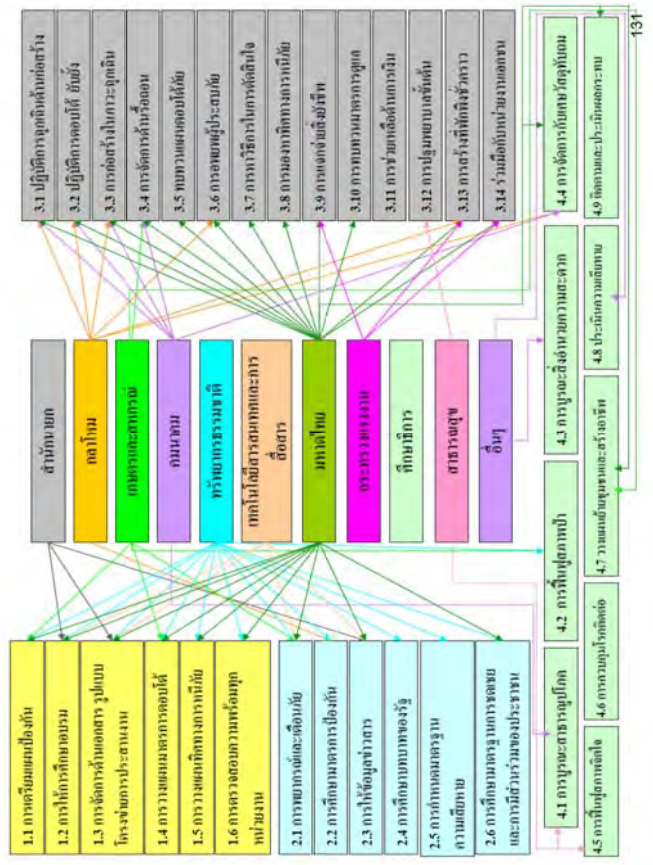 1.1 การเตรียมแผนป้องกัน
1.2 การให้การศึกษาอบรม
1.3 การจัดการด้านเอกสาร รูปแบบ
โครงข่ายการประสานงาน
1.4 การวางแผนมาตรการตอบโต้
1.5 การวางแผนทิศทางการหนีภัย
1.6 การตรวจสอบความพร้อมทุก
หน่วยงาน
2.1 การพยากรณ์และเตือนภัย
2.2 การศึกษามาตรการป้องกัน
2.3 การให้ข้อมูลข่าวสาร
2.4 การศึกษาบทบาทของรัฐ
2.5 การกำหนดมาตรฐาน
ความเสียหาย
2.6 การศึกษามาตรฐานการชดเชย
และการมีส่วนร่วมของประชาชน
สำนักนายก
กลาโหม
เกษตรและสหกรณ์
คมนาคม
ทรัพยากรธรรมชาติ
เทคโนโลยีสารสนเทศและการ
สื่อสาร
มหาดไทย
กระทรวงแรงงาน
ศึกษาธิการ
สาธารณสุข
อื่นๆ
3.1 ปฏิบัติการฉุกเฉินด้านก่อสร้าง
3.2 ปฏิบัติการตอบโต้ ยับยั้ง
3.3 การก่อสร้างในภาวะฉุกเฉิน
3.4 การจัดการด้านรื้อถอน
3.5 ทบทวนแผนตอบโต้ภัย
3.6 การอพยพผู้ประสบภัย
3.7 การหาวิธีการในการตัดสินใจ
3.8 การมองหาทิศทางการหนีภัย
3.9 การแจกจ่ายสิ่งยังชีพ
3.10 การทบทวนมาตรการดูแล
3.11 การช่วยเหลือด้านการเงิน
3.12 การปฐมพยาบาลขั้นต้น
3.13 การสร้างที่พักพิงชั่วคราว
3.14 ร่วมมือกับหน่วยงานเอกชน
4.1 การบูรณะสาธารณูปโภค
4.2 การฟื้นฟูสภาพป่า
4.3 การบูรณะสิ่งอำนวยความสะดวก
4.4 การจัดการกับเศษวัสดุทับถม
4.5 การฟื้นฟูสภาพจิตใจ
4.6 การควบคุมโรคติดต่อ
4.7 วางแผนย้ายชุมชนและสร้างอาชีพ
4.8 ประเมินความเสียหาย
4.9 ติดตามและประเมินผลกระทบ
131